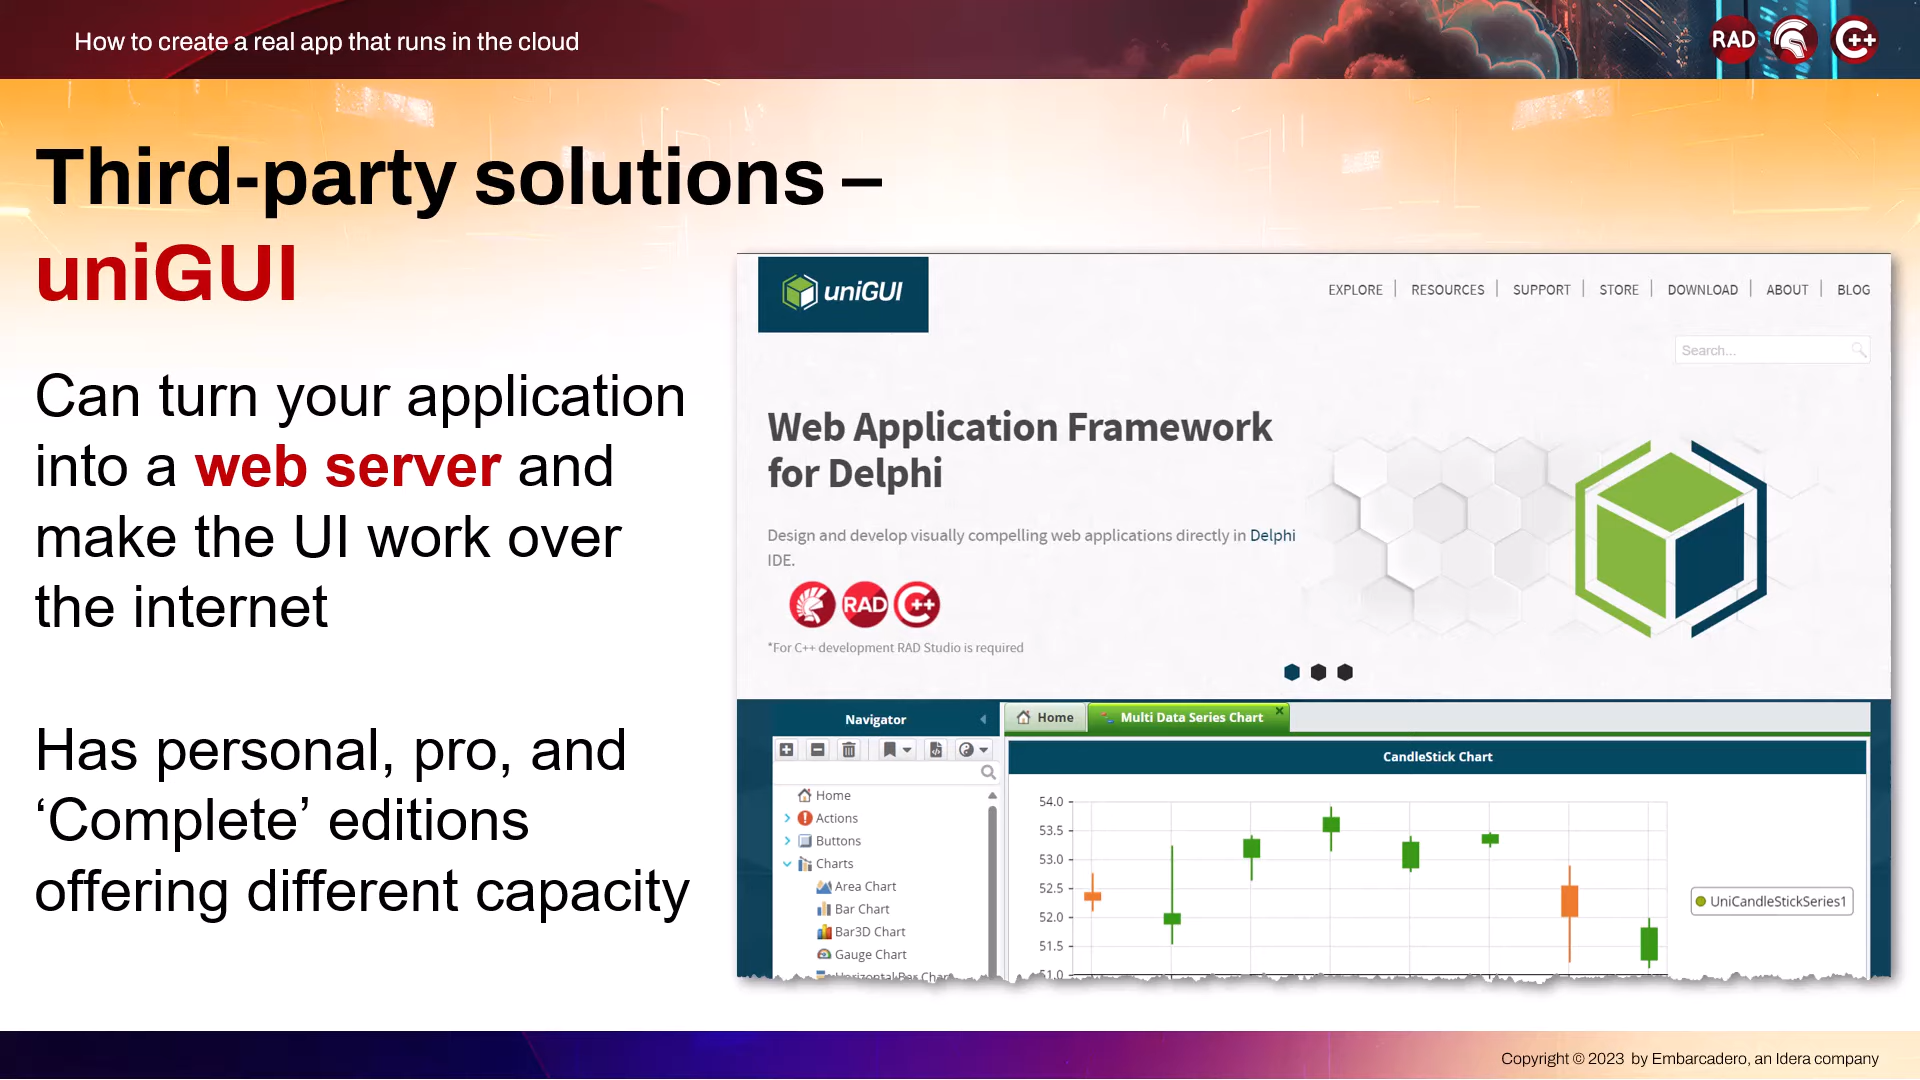 How to create a real app that runs in the cloud
RAD
C++
Third-party solutions –
uniGUI
Can turn your application
into a web server and
make the UI work over
the internet
Has personal, pro, and
‘Complete’ editions
offering different capacity
uniGUI
EXPLORE RESOURCES SUPPORT STORE DOWNLOAD ABOUT BLOG
Search...
Web Application Framework
for Delphi
Design and develop visually compelling web applications directly in Delphi
IDE.
RAD C++
*For C++ development RAD Studio is required
Navigator
Home
Actions
Buttons
Charts
Area Chart
Bar Chart
Bar3D Chart
Gauge Chart
Horizontal Bar Chart
Home
Multi Data Series Chart
CandleStick Chart
54.0
53.5
53.0
52.5
52.0
51.5
51.0
UniCandleStickSeries1
Copyright © 2023 by Embarcadero, an Idera company